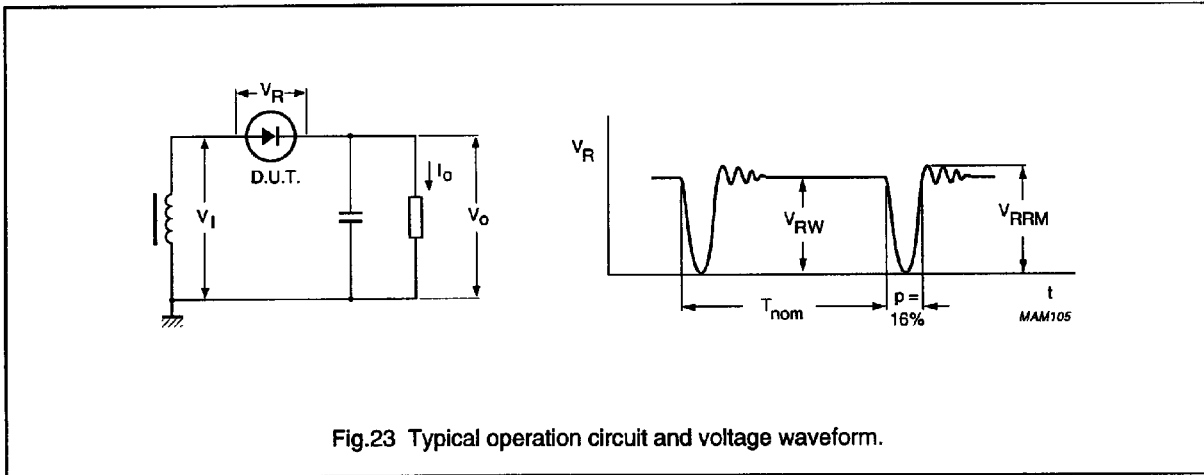 V_R
D.U.T.
V_I
I_o
V_o
V_R
V_RW
V_RRM
T_nom
p =
16%
t
MAM105
Fig.23 Typical operation circuit and voltage waveform.